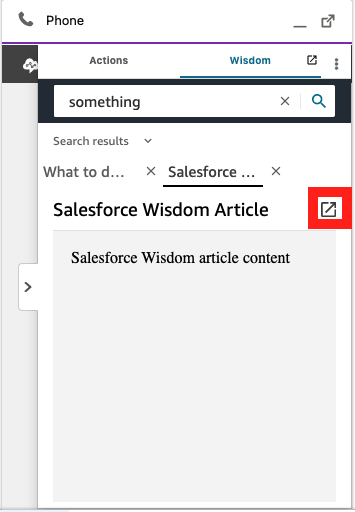 Phone
Actions Wisdom
something
Search results
What to d... Salesforce ...
Salesforce Wisdom Article
Salesforce Wisdom article content